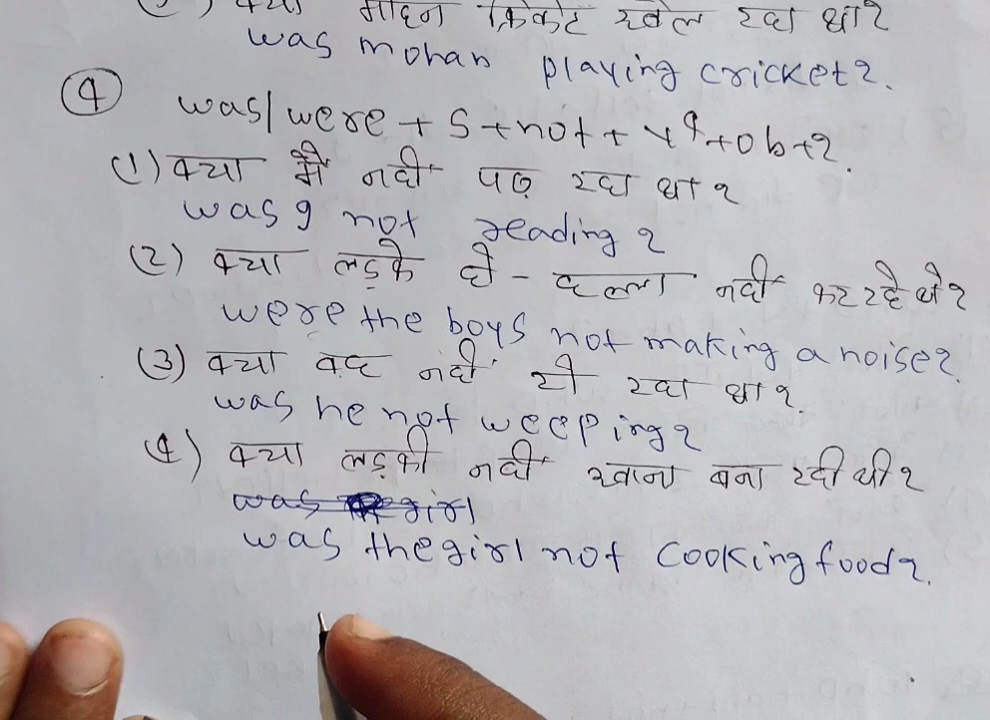 क्या मोहन क्रिकेट खेल रहा था?
was mohan playing cricket?
(4) was/were + S + not + v⁴ + ob + ?
(1) क्या मैं नही पढ़ रहा था?
was I not reading?
(2) क्या लड़के हो - हल्ला नही कर रहे थे?
were the boys not making a noise?
(3) क्या वह नही रो रहा था?
was he not weeping?
(4) क्या लड़की नही खाना बना रही थी?
was the girl
was the girl not cooking food?